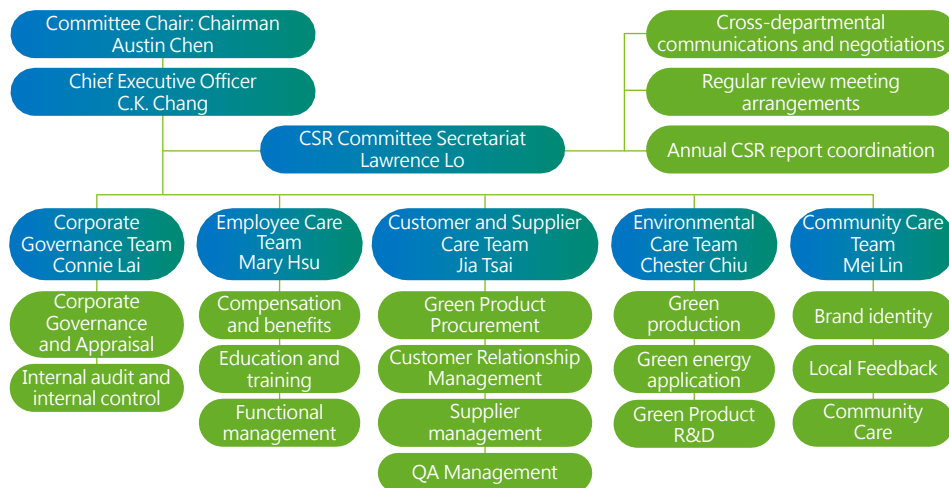 Committee Chair: Chairman
Austin Chen
Chief Executive Officer
C.K. Chang
CSR Committee Secretariat
Lawrence Lo
Cross-departmental
communications and negotiations
Regular review meeting
arrangements
Annual CSR report coordination
Corporate
Governance Team
Connie Lai
Corporate
Governance
and Appraisal
Internal audit and
internal control
Employee Care
Team
Mary Hsu
Compensation
and benefits
Education and
training
Functional
management
Customer and Supplier
Care Team
Jia Tsai
Green Product
Procurement
Customer Relationship
Management
Supplier
management
QA Management
Environmental
Care Team
Chester Chiu
Green
production
Green energy
application
Green Product
R&D
Community Care
Team
Mei Lin
Brand identity
Local Feedback
Community
Care